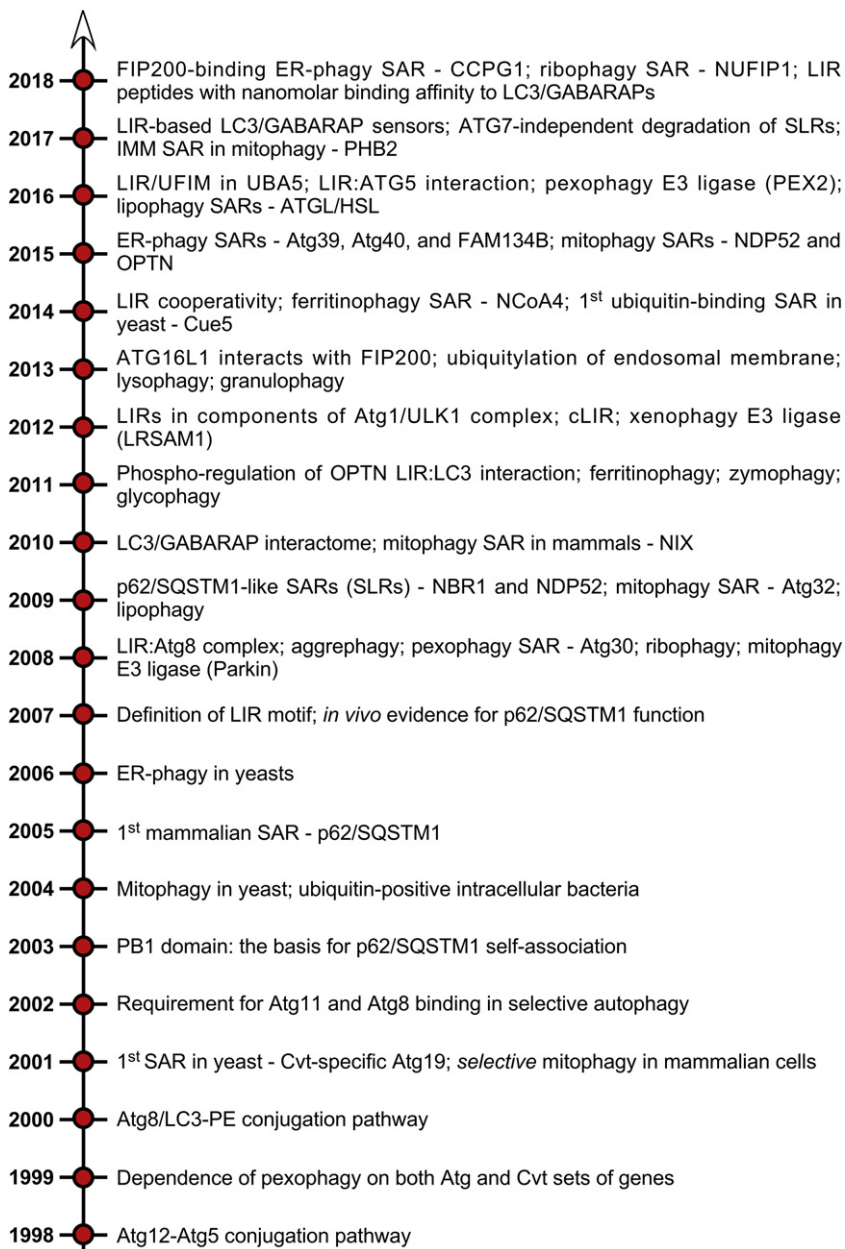 2018 FIP200-binding ER-phagy SAR - CCPG1; ribophagy SAR - NUFIP1; LIR
peptides with nanomolar binding affinity to LC3/GABARAPs
2017 LIR-based LC3/GABARAP sensors; ATG7-independent degradation of SLRs;
IMM SAR in mitophagy - PHB2
2016 LIR/UFIM in UBA5; LIR:ATG5 interaction; pexophagy E3 ligase (PEX2);
lipophagy SARs - ATGL/HSL
2015 ER-phagy SARs - Atg39, Atg40, and FAM134B; mitophagy SARs - NDP52 and
OPTN
2014 LIR cooperativity; ferritinophagy SAR - NCoA4; 1st ubiquitin-binding SAR in
yeast - Cue5
2013 ATG16L1 interacts with FIP200; ubiquitylation of endosomal membrane;
lysophagy; granulophagy
2012 LIRs in components of Atg1/ULK1 complex; cLIR; xenophagy E3 ligase
(LRSAM1)
2011 Phospho-regulation of OPTN LIR:LC3 interaction; ferritinophagy; zymophagy;
glycophagy
2010 LC3/GABARAP interactome; mitophagy SAR in mammals - NIX
2009 p62/SQSTM1-like SARs (SLRs) - NBR1 and NDP52; mitophagy SAR - Atg32;
lipophagy
2008 LIR:Atg8 complex; aggrephagy; pexophagy SAR - Atg30; ribophagy; mitophagy
E3 ligase (Parkin)
2007 Definition of LIR motif; in vivo evidence for p62/SQSTM1 function
2006 ER-phagy in yeasts
2005 1st mammalian SAR - p62/SQSTM1
2004 Mitophagy in yeast; ubiquitin-positive intracellular bacteria
2003 PB1 domain: the basis for p62/SQSTM1 self-association
2002 Requirement for Atg11 and Atg8 binding in selective autophagy
2001 1st SAR in yeast - Cvt-specific Atg19; selective mitophagy in mammalian cells
2000 Atg8/LC3-PE conjugation pathway
1999 Dependence of pexophagy on both Atg and Cvt sets of genes
1998 Atg12-Atg5 conjugation pathway